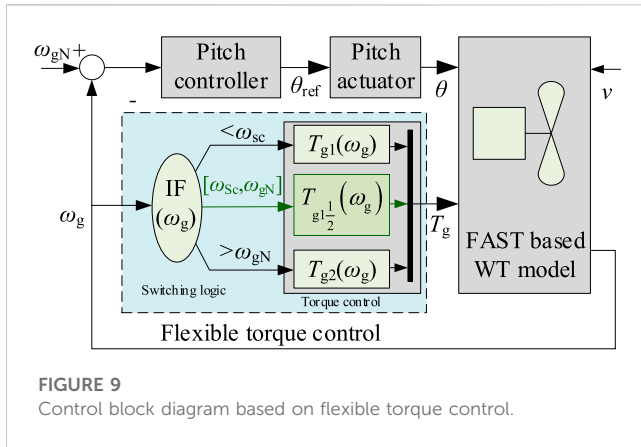 ω_gN +
Pitch
controller
θ_ref
Pitch
actuator
θ
v
-
<ω_sc
T_g1(ω_g)
IF
(ω_g)
[ω_Sc,ω_gN]
T_g1½(ω_g)
ω_g
T_g
>ω_gN
T_g2(ω_g)
FAST based
WT model
Switching logic
Torque control
Flexible torque control
FIGURE 9
Control block diagram based on flexible torque control.